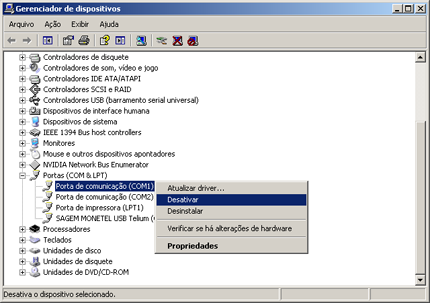 Gerenciador de dispositivos
Arquivo Ação Exibir Ajuda
Controladores de disquete
Controladores de som, vídeo e jogo
Controladores IDE ATA/ATAPI
Controladores SCSI e RAID
Controladores USB (barramento serial universal)
Dispositivos de interface humana
Dispositivos de sistema
IEEE 1394 Bus host controllers
Monitores
Mouse e outros dispositivos apontadores
NVIDIA Network Bus Enumerator
Portas (COM & LPT)
Porta de comunicação (COM1)
Atualizar driver...
Porta de comunicação (COM2)
Desativar
Porta de impressora (LPT1)
Desinstalar
SAGEM MONETEL USB Telium (
Processadores
Verificar se há alterações de hardware
Teclados
Unidades de disco
Propriedades
Unidades de disquete
Unidades de DVD/CD-ROM
Desativa o dispositivo selecionado.